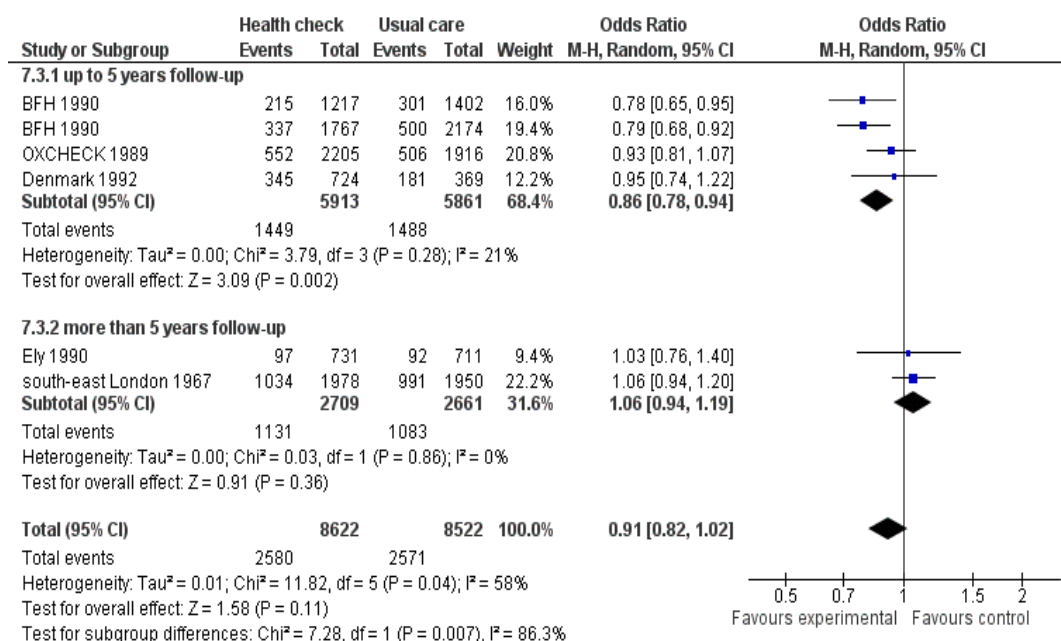 Health check Usual care Odds Ratio Odds Ratio
Study or Subgroup Events Total Events Total Weight M-H, Random, 95% CI M-H, Random, 95% CI
7.3.1 up to 5 years follow-up
BFH 1990 215 1217 301 1402 16.0% 0.78 [0.65, 0.95]
BFH 1990 337 1767 500 2174 19.4% 0.79 [0.68, 0.92]
OXCHECK 1989 552 2205 506 1916 20.8% 0.93 [0.81, 1.07]
Denmark 1992 345 724 181 369 12.2% 0.95 [0.74, 1.22]
Subtotal (95% CI) 5913 5861 68.4% 0.86 [0.78, 0.94]
Total events 1449 1488
Heterogeneity: Tau² = 0.00; Chi² = 3.79, df = 3 (P = 0.28); I² = 21%
Test for overall effect: Z = 3.09 (P = 0.002)
7.3.2 more than 5 years follow-up
Ely 1990 97 731 92 711 9.4% 1.03 [0.76, 1.40]
south-east London 1967 1034 1978 991 1950 22.2% 1.06 [0.94, 1.20]
Subtotal (95% CI) 2709 2661 31.6% 1.06 [0.94, 1.19]
Total events 1131 1083
Heterogeneity: Tau² = 0.00; Chi² = 0.03, df = 1 (P = 0.86); I² = 0%
Test for overall effect: Z = 0.91 (P = 0.36)
Total (95% CI) 8622 8522 100.0% 0.91 [0.82, 1.02]
Total events 2580 2571
Heterogeneity: Tau² = 0.01; Chi² = 11.82, df = 5 (P = 0.04); I² = 58%
Test for overall effect: Z = 1.58 (P = 0.11)
Test for subgroup differences: Chi² = 7.28, df = 1 (P = 0.007), I² = 86.3%
0.5 0.7 1 1.5 2
Favours experimental Favours control